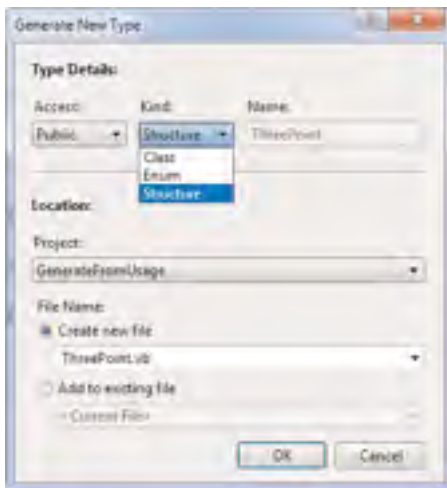 Generate New Type
Type Details:
Access: Kind: Name:
Public Structure ThreePoint
Class
Enum
Structure
Location:
Project:
GenerateFromUsage
File Name:
Create new file
ThreePoint.vb
Add to existing file
<Current File>
OK Cancel